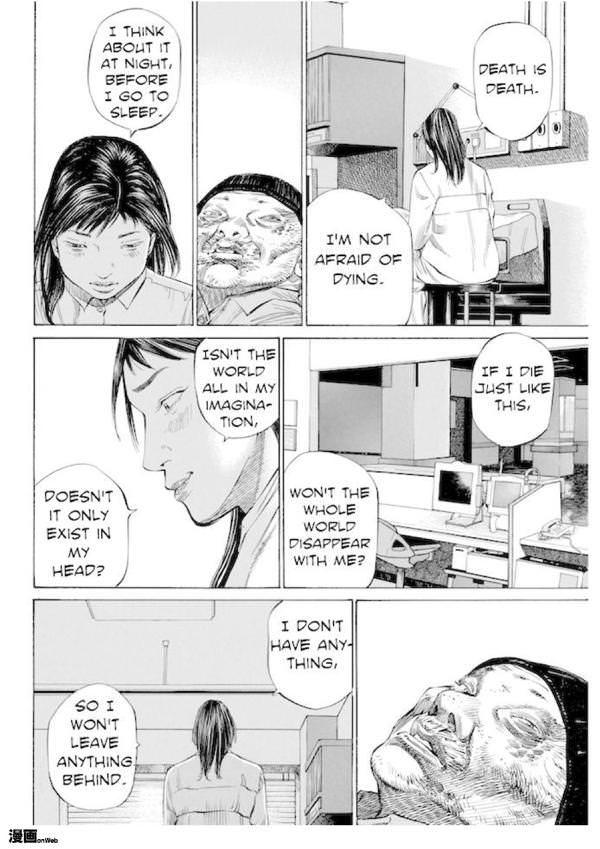 DEATH IS
DEATH.
I'M NOT
AFRAID OF
DYING.
I THINK
ABOUT IT
AT NIGHT,
BEFORE
I GO TO
SLEEP.
IF I DIE
JUST LIKE
THIS,
WON'T THE
WHOLE
WORLD
DISAPPEAR
WITH ME?
ISN'T THE
WORLD
ALL IN MY
IMAGINA-
TION,
DOESN'T
IT ONLY
EXIST IN
MY
HEAD?
I DON'T
HAVE ANY-
THING,
SO I
WON'T
LEAVE
ANYTHING
BEHIND.
漫画onWeb